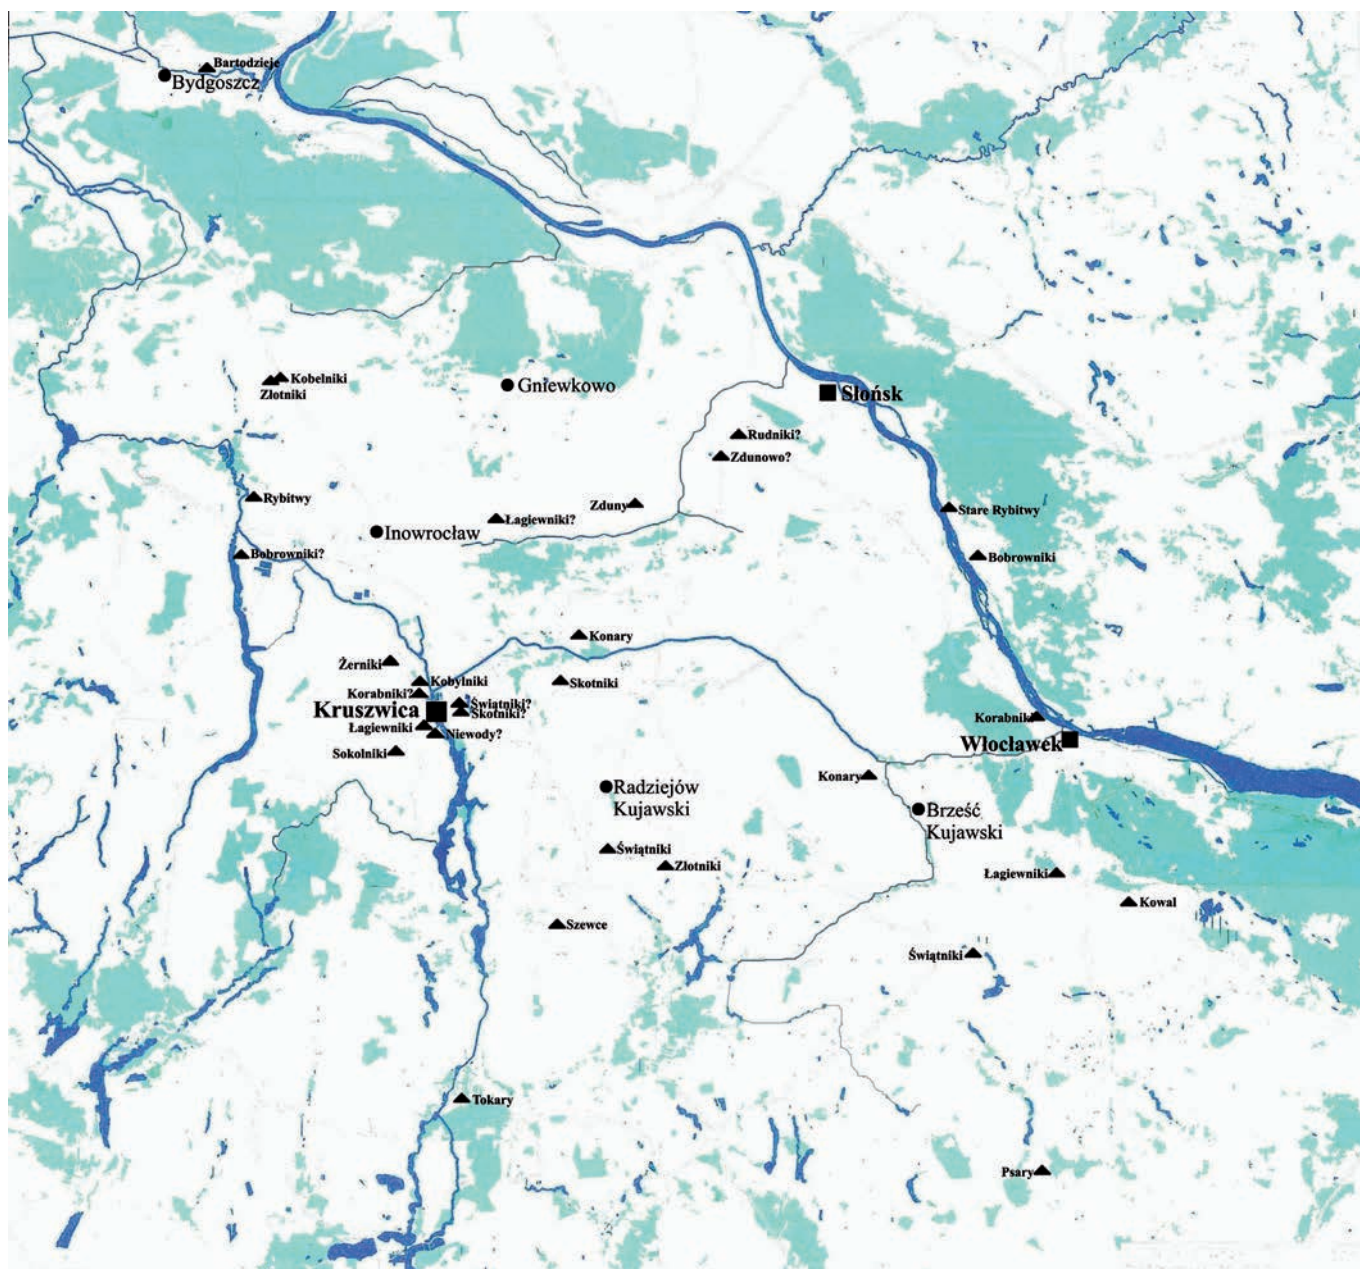 Bartodzieje
Bydgoszcz
Kobelniki
Złotniki
Gniewkowo
Słońsk
Rudniki?
Zdunowo?
Rybitwy
Zduny
Łagiewniki?
Stare Rybitwy
Inowrocław
Bobrowniki?
Bobrowniki
Konary
Żerniki
Kobylniki
Skotniki
Korabniki?
Świątniki?
Kruszwica
Skotniki?
Korabniki
Łagiewniki
Niewody?
Włocławek
Sokolniki
Konary
Radziejów
Kujawski
Brześć
Kujawski
Świątniki
Złotniki
Łagiewniki
Kowal
Szewce
Świątniki
Tokary
Psary